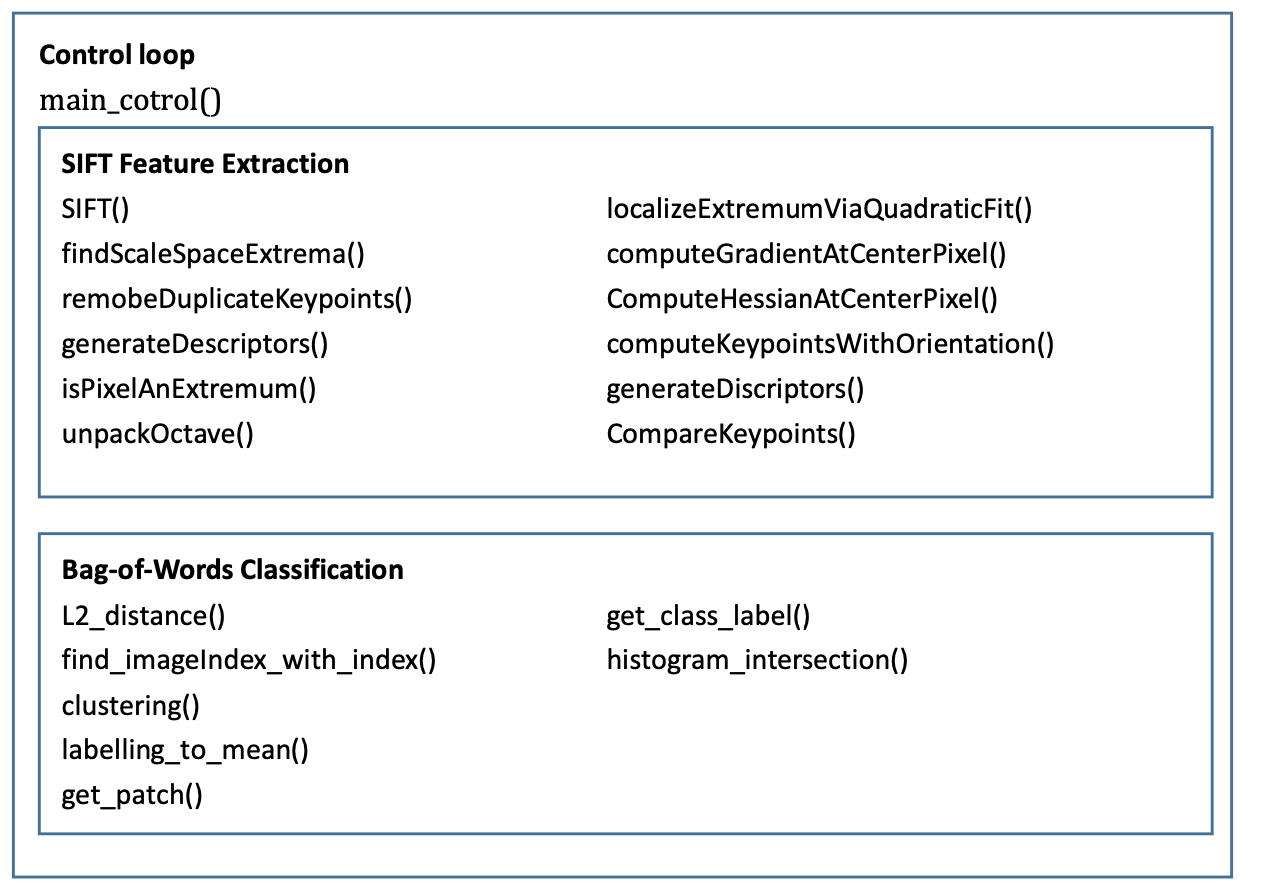 Control loop
main_cotrol()
SIFT Feature Extraction
SIFT()
findScaleSpaceExtrema()
remobeDuplicateKeypoints()
generateDescriptors()
isPixelAnExtremum()
unpackOctave()
localizeExtremumViaQuadraticFit()
computeGradientAtCenterPixel()
ComputeHessianAtCenterPixel()
computeKeypointsWithOrientation()
generateDiscriptors()
CompareKeypoints()
Bag-of-Words Classification
L2_distance()
find_imageIndex_with_index()
clustering()
labelling_to_mean()
get_patch()
get_class_label()
histogram_intersection()